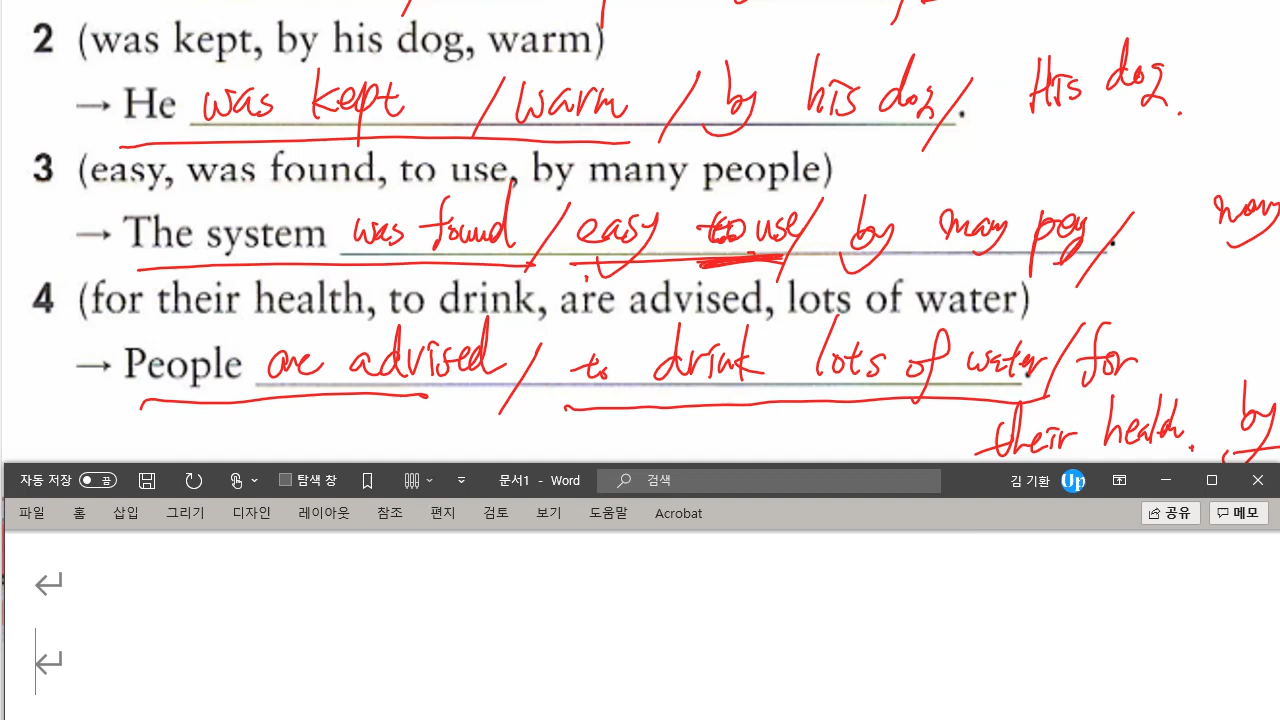 2 (was kept, by his dog, warm)
→ He was kept / warm / by his dog /. His dog.
3 (easy, was found, to use, by many people)
→ The system was found / easy to use / by many /.
4 (for their health, to drink, are advised, lots of water)
→ People are advised / to drink lots of water / for
their health. by
자동 저장 끔 탐색 창 문서1 - Word 검색 김 기환 Up
파일 홈 삽입 그리기 디자인 레이아웃 참조 편지 검토 보기 도움말 Acrobat 공유 메모